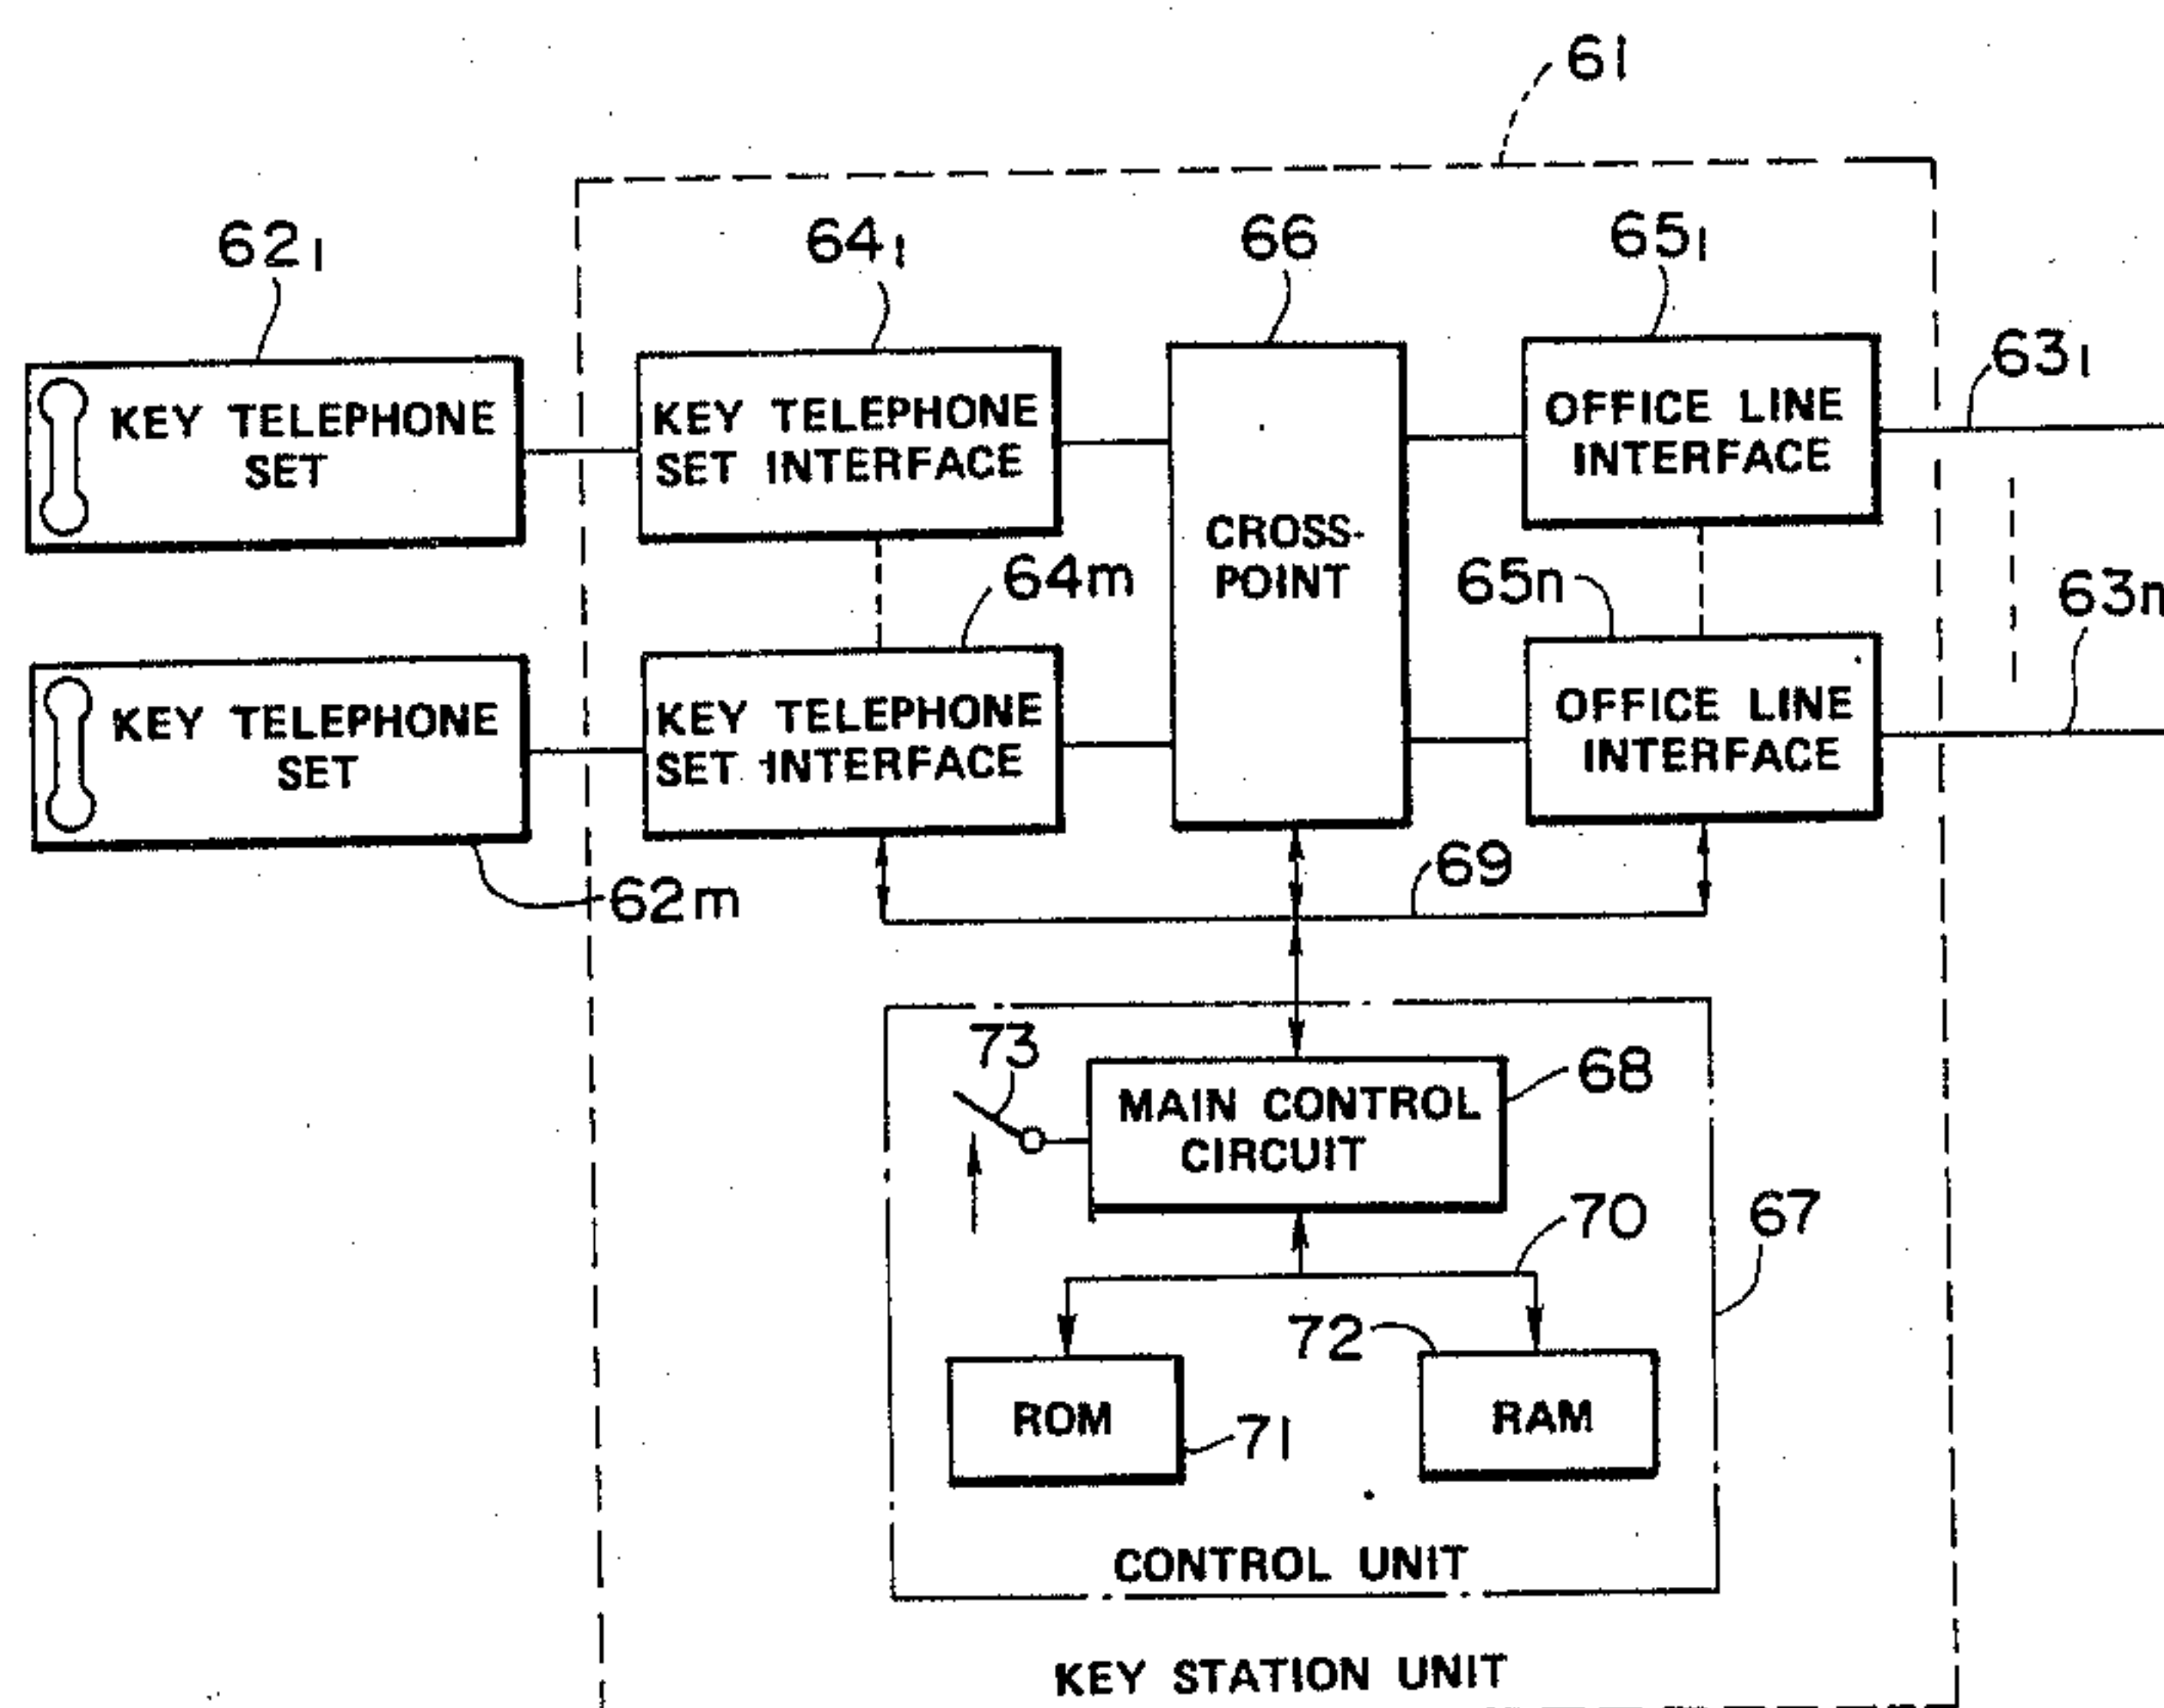 61
62₁
64₁
66
65₁
63₁
KEY TELEPHONE
SET
KEY TELEPHONE
SET INTERFACE
CROSS-
POINT
OFFICE LINE
INTERFACE
64m
65n
63n
KEY TELEPHONE
SET
KEY TELEPHONE
SET INTERFACE
OFFICE LINE
INTERFACE
62m
69
73
MAIN CONTROL
CIRCUIT
68
70
67
72
ROM
71
RAM
CONTROL UNIT
KEY STATION UNIT